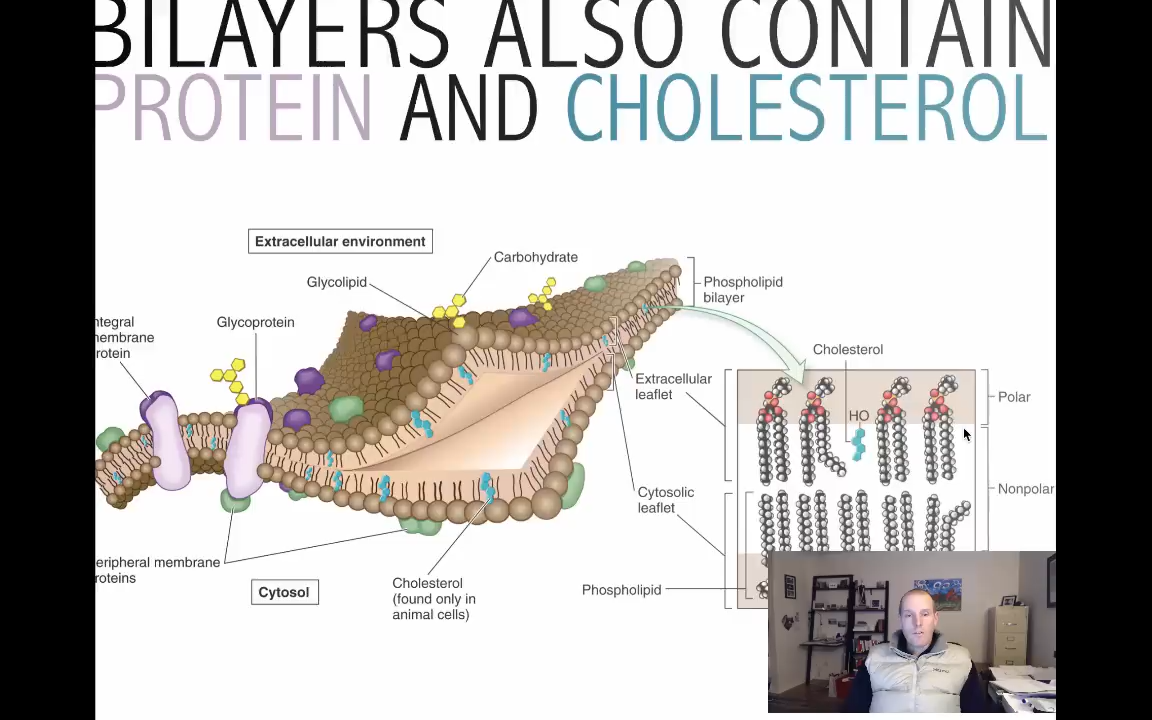 BILAYERS ALSO CONTAIN
PROTEIN AND CHOLESTEROL
Extracellular environment
Carbohydrate
Glycolipid
Phospholipid
bilayer
ntegral
nembrane
rotein
Glycoprotein
Cholesterol
Extracellular
leaflet
HO
Polar
Cytosolic
leaflet
Nonpolar
eripheral membrane
roteins
Cytosol
Cholesterol
(found only in
animal cells)
Phospholipid